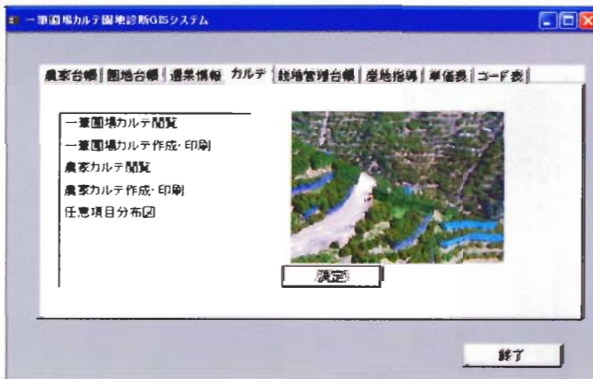 一筆圃場カルテ園地診断GISシステム
農家台帳 園地台帳 選果情報 カルテ 栽培管理台帳 産地指導 単価表 コード表
一筆圃場カルテ閲覧
一筆圃場カルテ作成・印刷
農家カルテ閲覧
農家カルテ作成・印刷
任意項目分布図
決定
終了